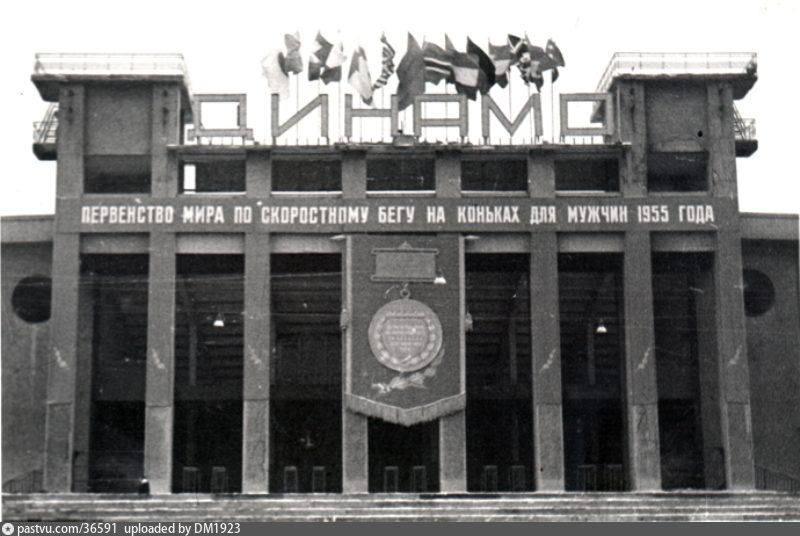 ДИНАМО
ПЕРВЕНСТВО МИРА ПО СКОРОСТНОМУ БЕГУ НА КОНЬКАХ ДЛЯ МУЖЧИН 1955 ГОДА
pastvu.com/36591 uploaded by DM1923